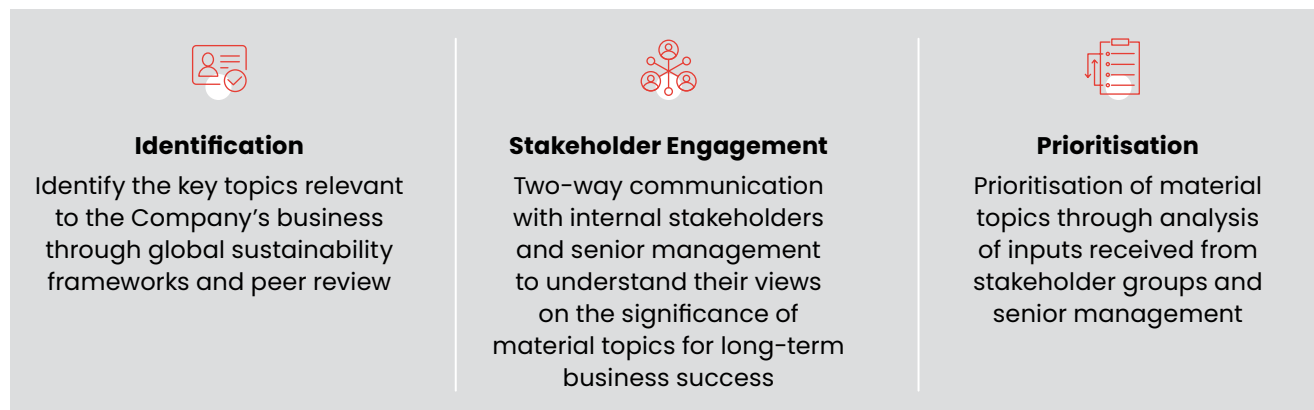 Identification
Identify the key topics relevant
to the Company’s business
through global sustainability
frameworks and peer review
Stakeholder Engagement
Two-way communication
with internal stakeholders
and senior management
to understand their views
on the significance of
material topics for long-term
business success
Prioritisation
Prioritisation of material
topics through analysis
of inputs received from
stakeholder groups and
senior management